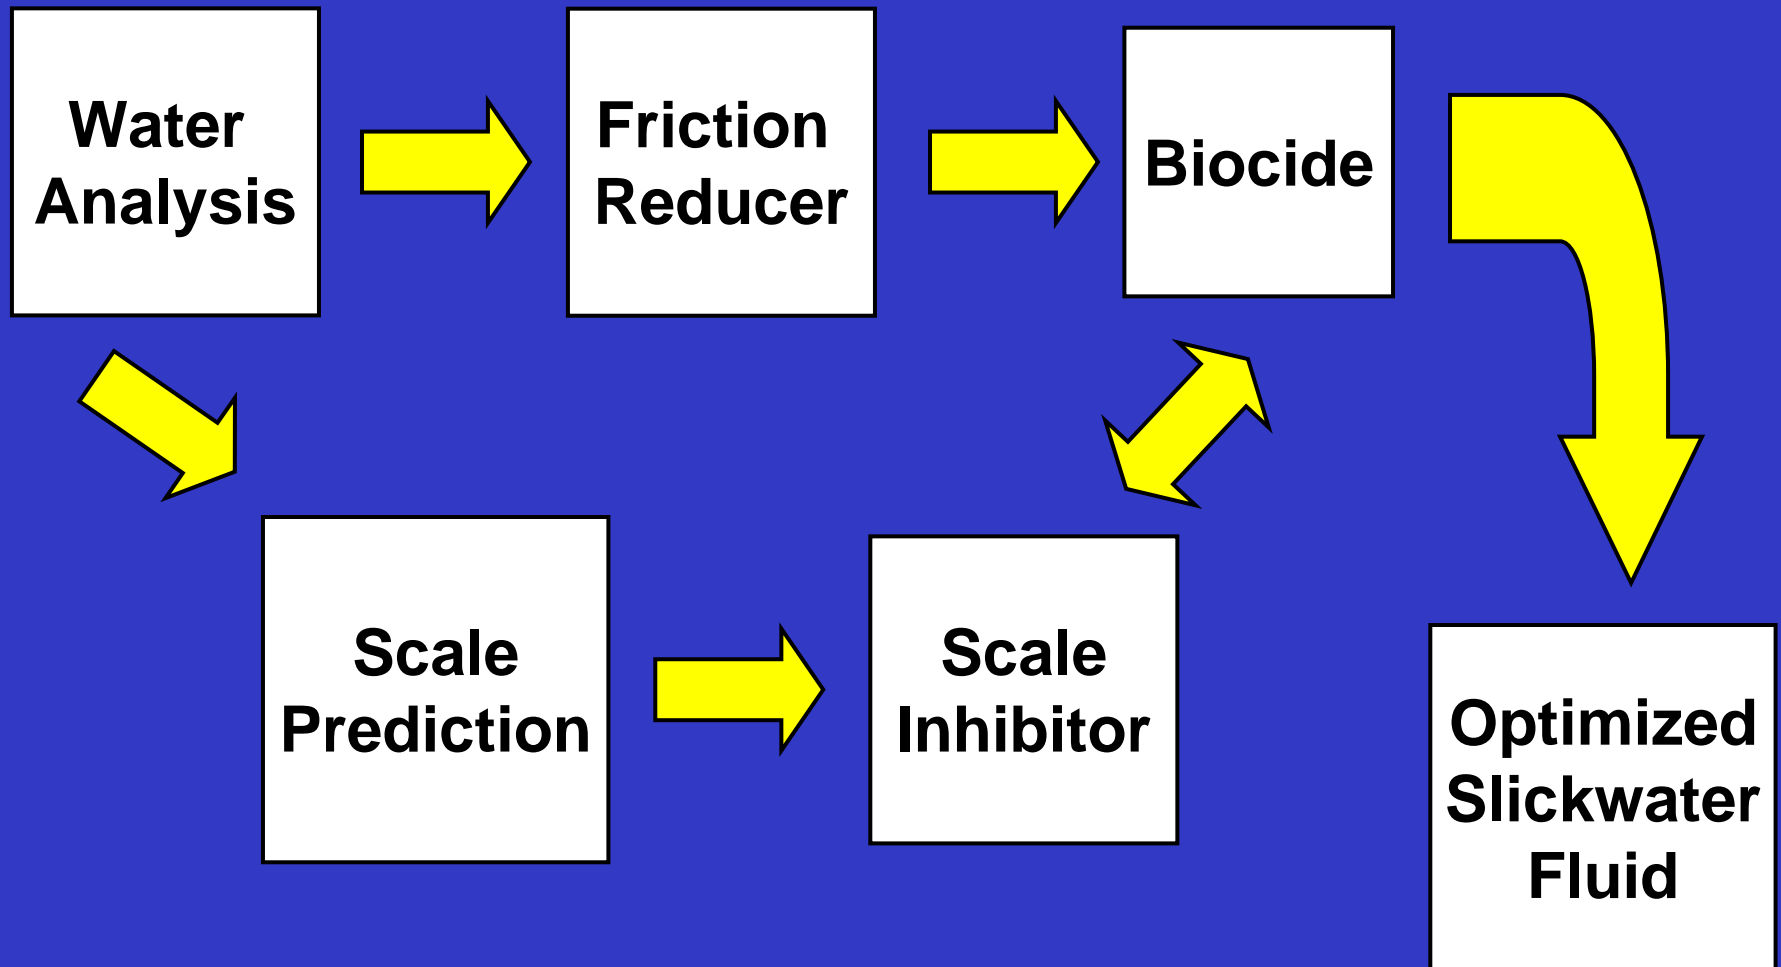 Water
Analysis
Friction
Reducer
Biocide
Scale
Prediction
Scale
Inhibitor
Optimized
Slickwater
Fluid